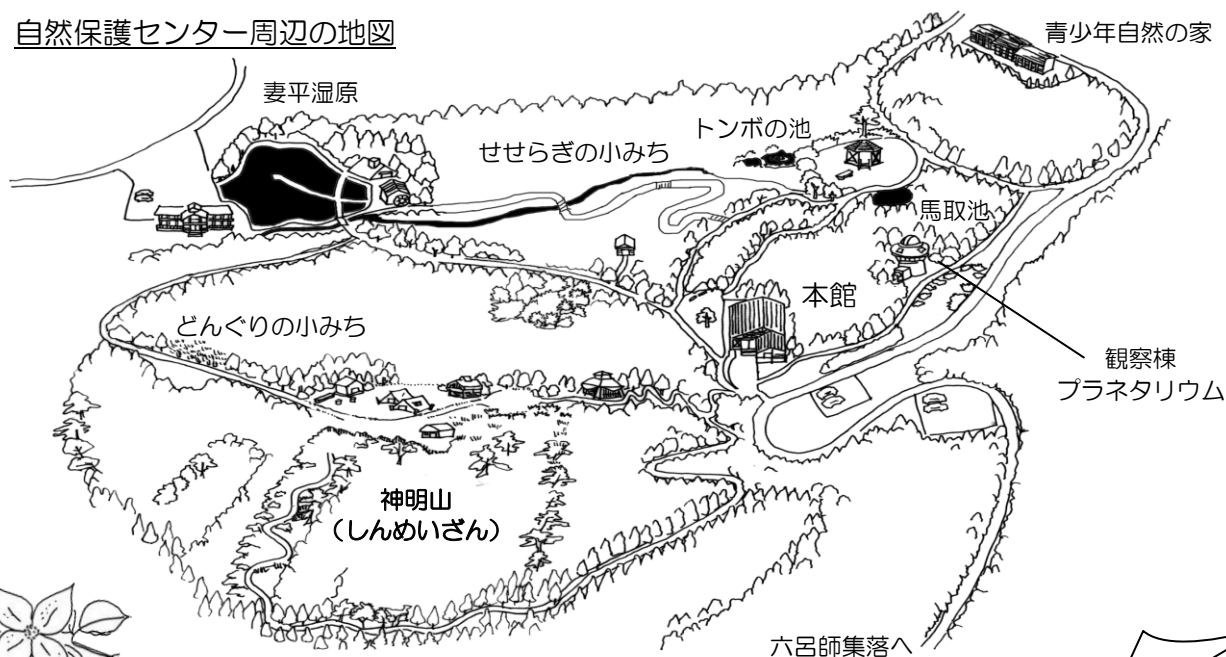 自然保護センター周辺の地図
青少年自然の家
妻平湿原
トンボの池
せせらぎの小みち
馬取池
本館
どんぐりの小みち
観察棟
プラネタリウム
神明山
(しんめいざん)
六呂師集落へ